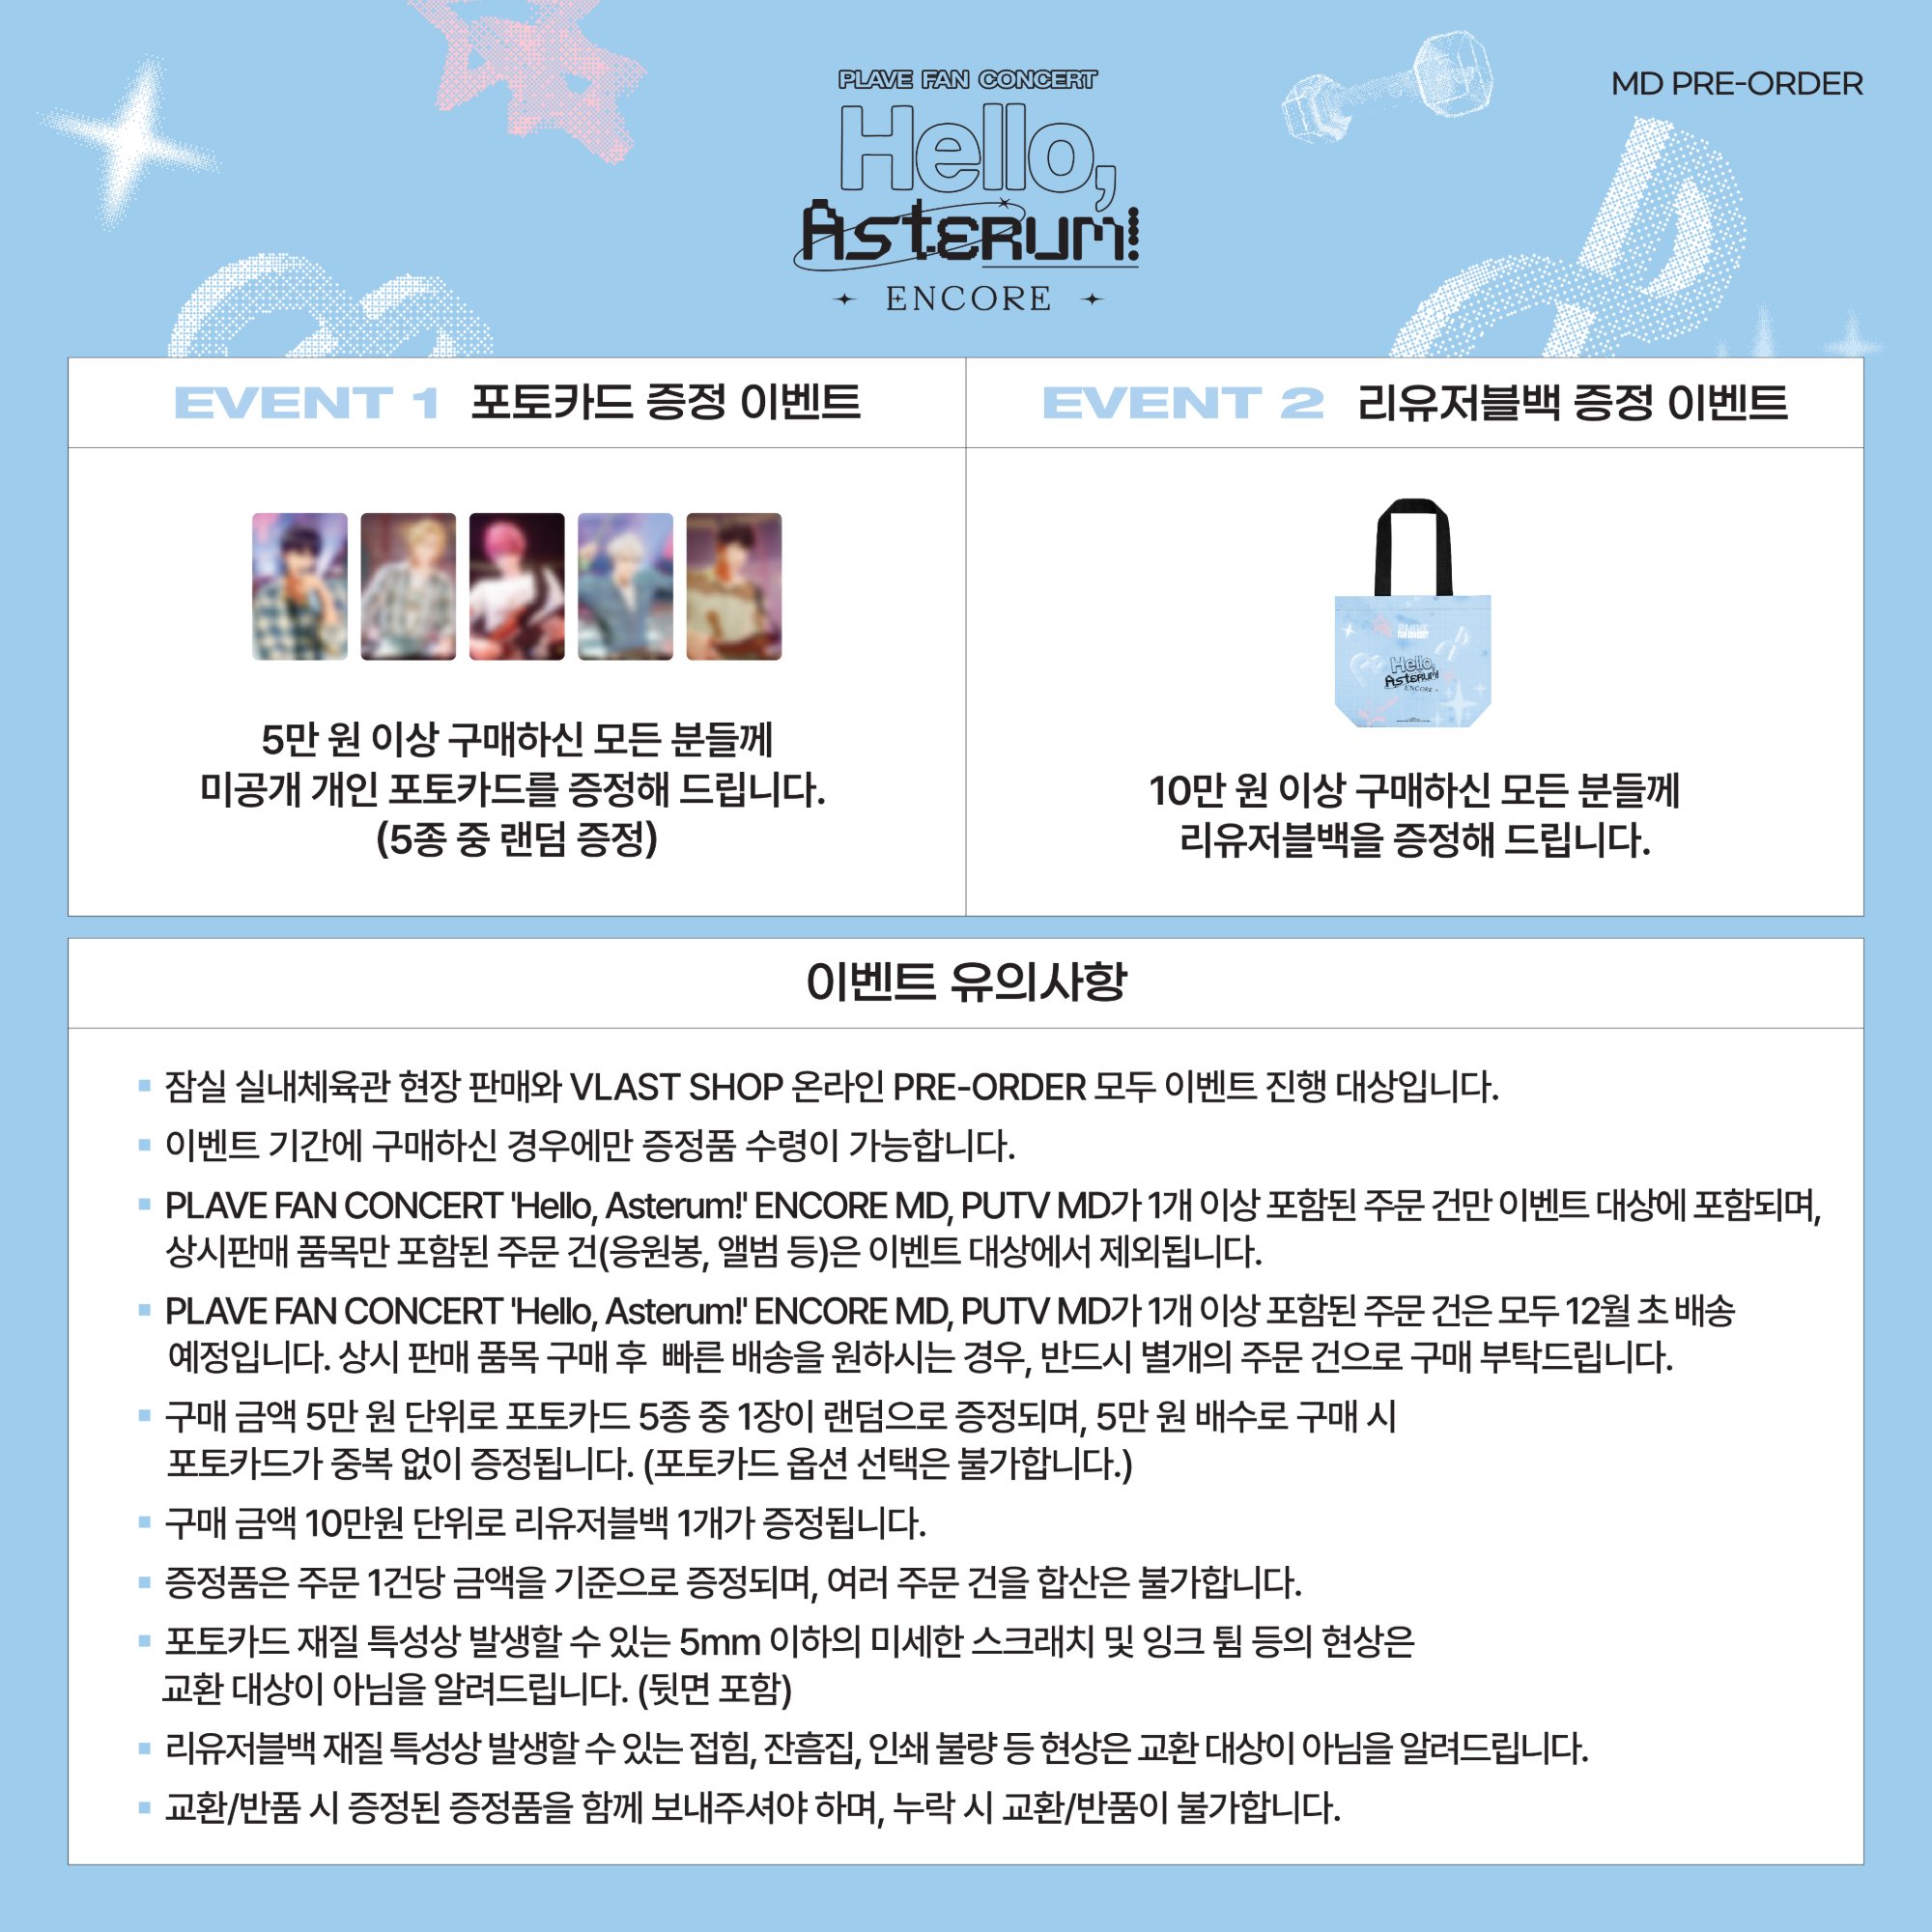 PLAVE FAN CONCERT
Hello,
Asterum!
ENCORE
MD PRE-ORDER
EVENT 1 포토카드 증정 이벤트
EVENT 2 리유저블백 증정 이벤트
5만 원 이상 구매하신 모든 분들께
미공개 개인 포토카드를 증정해 드립니다.
(5종 중 랜덤 증정)
PLAVE
FAN CONCERT
Hello,
Asterum!
ENCORE
10만 원 이상 구매하신 모든 분들께
리유저블백을 증정해 드립니다.
이벤트 유의사항
▪ 잠실 실내체육관 현장 판매와 VLAST SHOP 온라인 PRE-ORDER 모두 이벤트 진행 대상입니다.
▪ 이벤트 기간에 구매하신 경우에만 증정품 수령이 가능합니다.
▪ PLAVE FAN CONCERT 'Hello, Asterum!' ENCORE MD, PUTV MD가 1개 이상 포함된 주문 건만 이벤트 대상에 포함되며,
상시판매 품목만 포함된 주문 건(응원봉, 앨범 등)은 이벤트 대상에서 제외됩니다.
▪ PLAVE FAN CONCERT 'Hello, Asterum!' ENCORE MD, PUTV MD가 1개 이상 포함된 주문 건은 모두 12월 초 배송
예정입니다. 상시 판매 품목 구매 후 빠른 배송을 원하시는 경우, 반드시 별개의 주문 건으로 구매 부탁드립니다.
▪ 구매 금액 5만 원 단위로 포토카드 5종 중 1장이 랜덤으로 증정되며, 5만 원 배수로 구매 시
포토카드가 중복 없이 증정됩니다. (포토카드 옵션 선택은 불가합니다.)
▪ 구매 금액 10만원 단위로 리유저블백 1개가 증정됩니다.
▪ 증정품은 주문 1건당 금액을 기준으로 증정되며, 여러 주문 건을 합산은 불가합니다.
▪ 포토카드 재질 특성상 발생할 수 있는 5mm 이하의 미세한 스크래치 및 잉크 튐 등의 현상은
교환 대상이 아님을 알려드립니다. (뒷면 포함)
▪ 리유저블백 재질 특성상 발생할 수 있는 접힘, 잔흠집, 인쇄 불량 등 현상은 교환 대상이 아님을 알려드립니다.
▪ 교환/반품 시 증정된 증정품을 함께 보내주셔야 하며, 누락 시 교환/반품이 불가합니다.